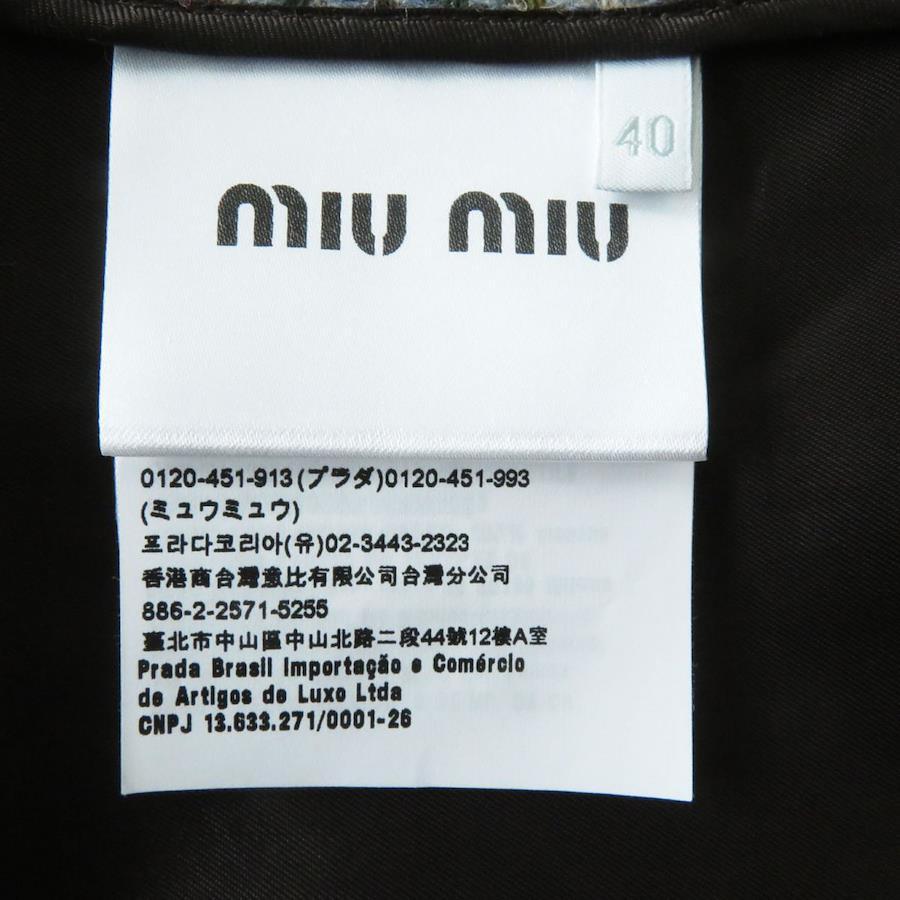 40
miu miu
0120-451-913(プラダ)0120-451-993
(ミュウミュウ)
프라다코리아(유)02-3443-2323
香港商台灣意比有限公司台灣分公司
886-2-2571-5255
臺北市中山區中山北路二段44號12樓A室
Prada Brasil Importação e Comércio
de Artigos de Luxo Ltda
CNPJ 13.633.271/0001-26